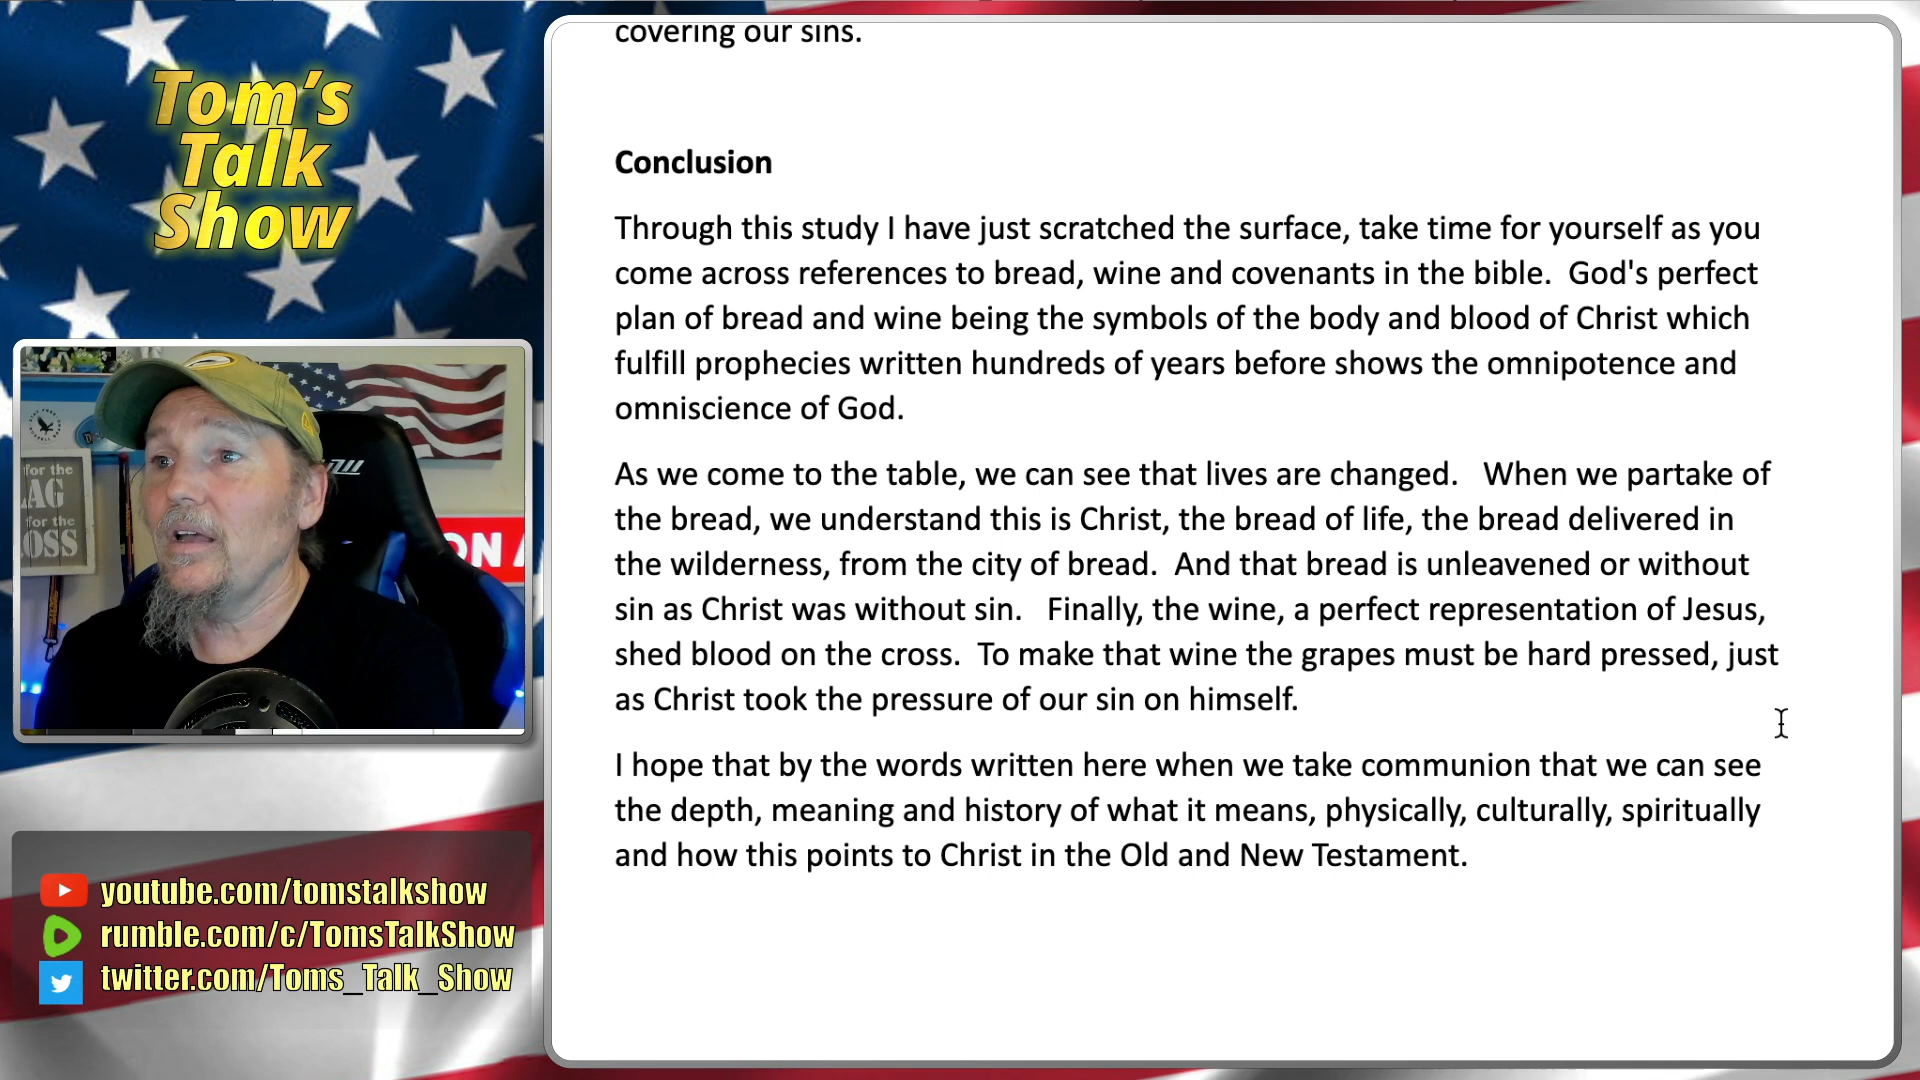 Tom's
Talk
Show
for the
AG
for the
OSS
ON A
youtube.com/tomstalkshow
rumble.com/c/TomsTalkShow
twitter.com/Toms_Talk_Show
covering our sins.
Conclusion
Through this study I have just scratched the surface, take time for yourself as you
come across references to bread, wine and covenants in the bible.  God's perfect
plan of bread and wine being the symbols of the body and blood of Christ which
fulfill prophecies written hundreds of years before shows the omnipotence and
omniscience of God.
As we come to the table, we can see that lives are changed.   When we partake of
the bread, we understand this is Christ, the bread of life, the bread delivered in
the wilderness, from the city of bread.  And that bread is unleavened or without
sin as Christ was without sin.   Finally, the wine, a perfect representation of Jesus,
shed blood on the cross.  To make that wine the grapes must be hard pressed, just
as Christ took the pressure of our sin on himself.
I hope that by the words written here when we take communion that we can see
the depth, meaning and history of what it means, physically, culturally, spiritually
and how this points to Christ in the Old and New Testament.